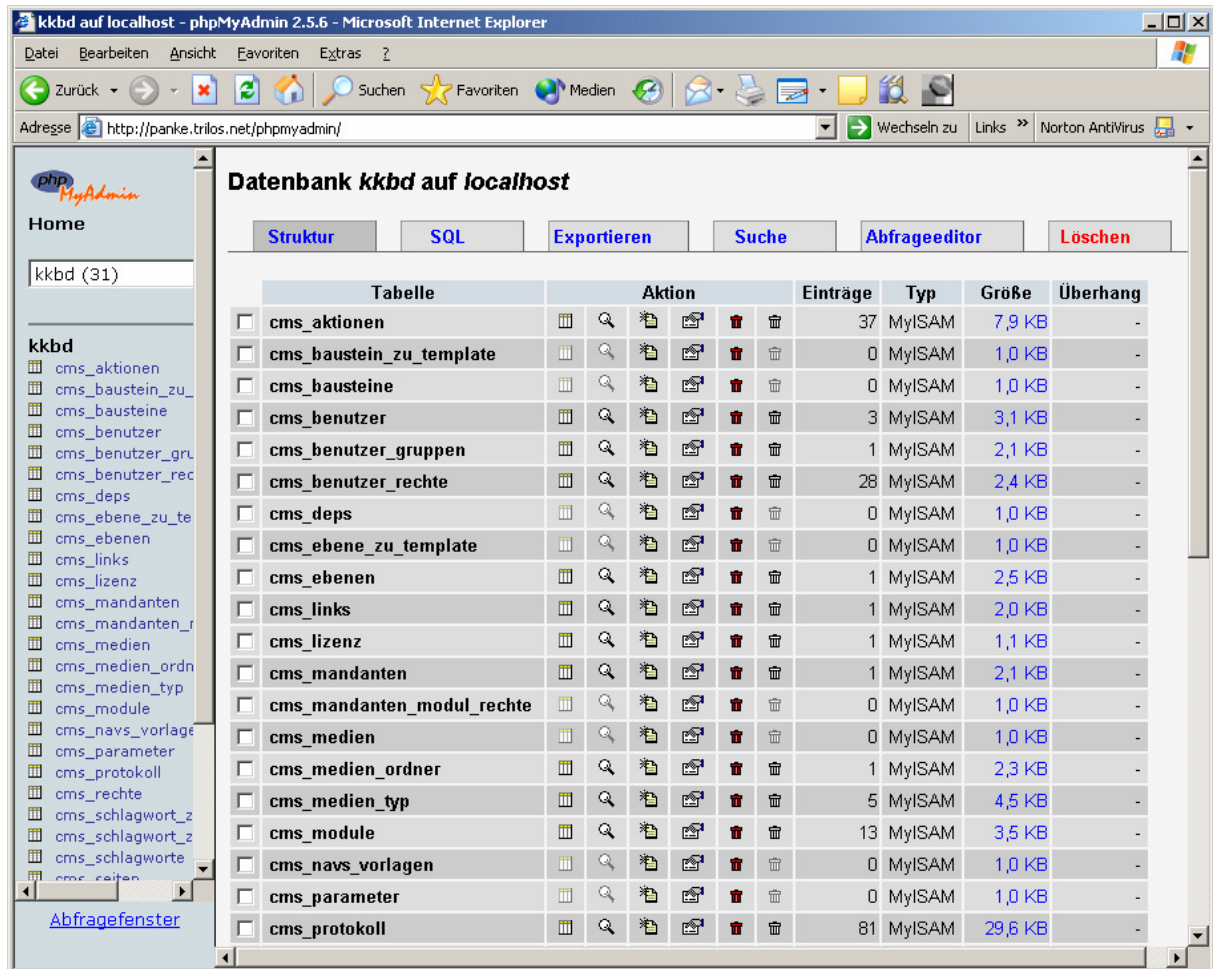 kkbd auf localhost - phpMyAdmin 2.5.6 - Microsoft Internet Explorer
Datei Bearbeiten Ansicht Favoriten Extras ?
Zurück Suchen Favoriten Medien
Adresse http://panke.trilos.net/phpmyadmin/ Wechseln zu Links » Norton AntiVirus
php MyAdmin
Home
kkbd (31)
kkbd
cms_aktionen
cms_baustein_zu_
cms_bausteine
cms_benutzer
cms_benutzer_gru
cms_benutzer_rec
cms_deps
cms_ebene_zu_te
cms_ebenen
cms_links
cms_lizenz
cms_mandanten
cms_mandanten_r
cms_medien
cms_medien_ordn
cms_medien_typ
cms_module
cms_navs_vorlage
cms_parameter
cms_protokoll
cms_rechte
cms_schlagwort_z
cms_schlagwort_z
cms_schlagworte
cms_seiten
Abfragefenster
Datenbank kkbd auf localhost
Struktur SQL Exportieren Suche Abfrageeditor Löschen
Tabelle Aktion Einträge Typ Größe Überhang
cms_aktionen 37 MyISAM 7,9 KB -
cms_baustein_zu_template 0 MyISAM 1,0 KB -
cms_bausteine 0 MyISAM 1,0 KB -
cms_benutzer 3 MyISAM 3,1 KB -
cms_benutzer_gruppen 1 MyISAM 2,1 KB -
cms_benutzer_rechte 28 MyISAM 2,4 KB -
cms_deps 0 MyISAM 1,0 KB -
cms_ebene_zu_template 0 MyISAM 1,0 KB -
cms_ebenen 1 MyISAM 2,5 KB -
cms_links 1 MyISAM 2,0 KB -
cms_lizenz 1 MyISAM 1,1 KB -
cms_mandanten 1 MyISAM 2,1 KB -
cms_mandanten_modul_rechte 0 MyISAM 1,0 KB -
cms_medien 0 MyISAM 1,0 KB -
cms_medien_ordner 1 MyISAM 2,3 KB -
cms_medien_typ 5 MyISAM 4,5 KB -
cms_module 13 MyISAM 3,5 KB -
cms_navs_vorlagen 0 MyISAM 1,0 KB -
cms_parameter 0 MyISAM 1,0 KB -
cms_protokoll 81 MyISAM 29,6 KB -